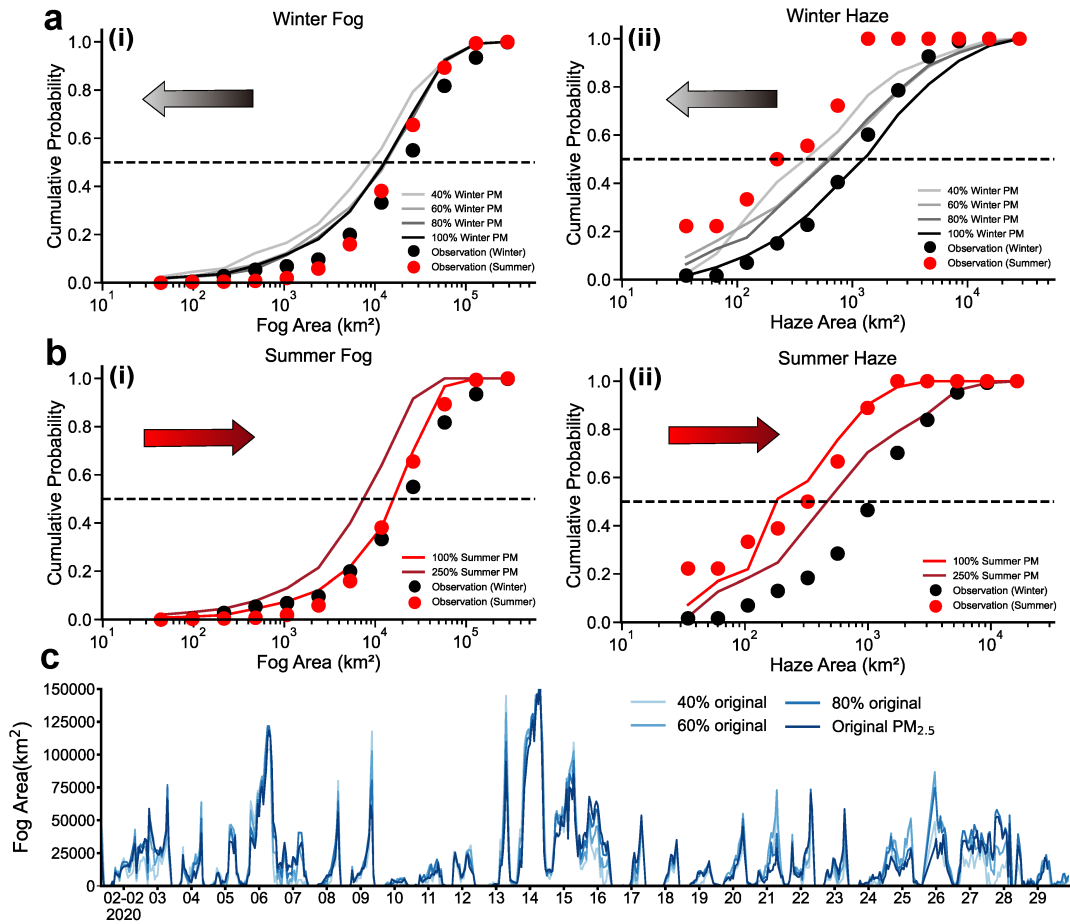 a
Winter Fog
(i)
Cumulative Probability
1.0
0.8
0.6
0.4
0.2
0.0
40% Winter PM
60% Winter PM
80% Winter PM
100% Winter PM
Observation (Winter)
Observation (Summer)
10¹ 10² 10³ 10⁴ 10⁵
Fog Area (km²)
Winter Haze
(ii)
Cumulative Probability
1.0
0.8
0.6
0.4
0.2
0.0
40% Winter PM
60% Winter PM
80% Winter PM
100% Winter PM
Observation (Winter)
Observation (Summer)
10¹ 10² 10³ 10⁴
Haze Area (km²)
b
Summer Fog
(i)
Cumulative Probability
1.0
0.8
0.6
0.4
0.2
0.0
100% Summer PM
250% Summer PM
Observation (Winter)
Observation (Summer)
10¹ 10² 10³ 10⁴ 10⁵
Fog Area (km²)
Summer Haze
(ii)
Cumulative Probability
1.0
0.8
0.6
0.4
0.2
0.0
100% Summer PM
250% Summer PM
Observation (Winter)
Observation (Summer)
10¹ 10² 10³ 10⁴
Haze Area (km²)
c
Fog Area(km²)
150000
125000
100000
75000
50000
25000
0
40% original
60% original
80% original
Original PM₂.₅
02-02 03 04 05 06 07 08 09 10 11 12 13 14 15 16 17 18 19 20 21 22 23 24 25 26 27 28 29
2020